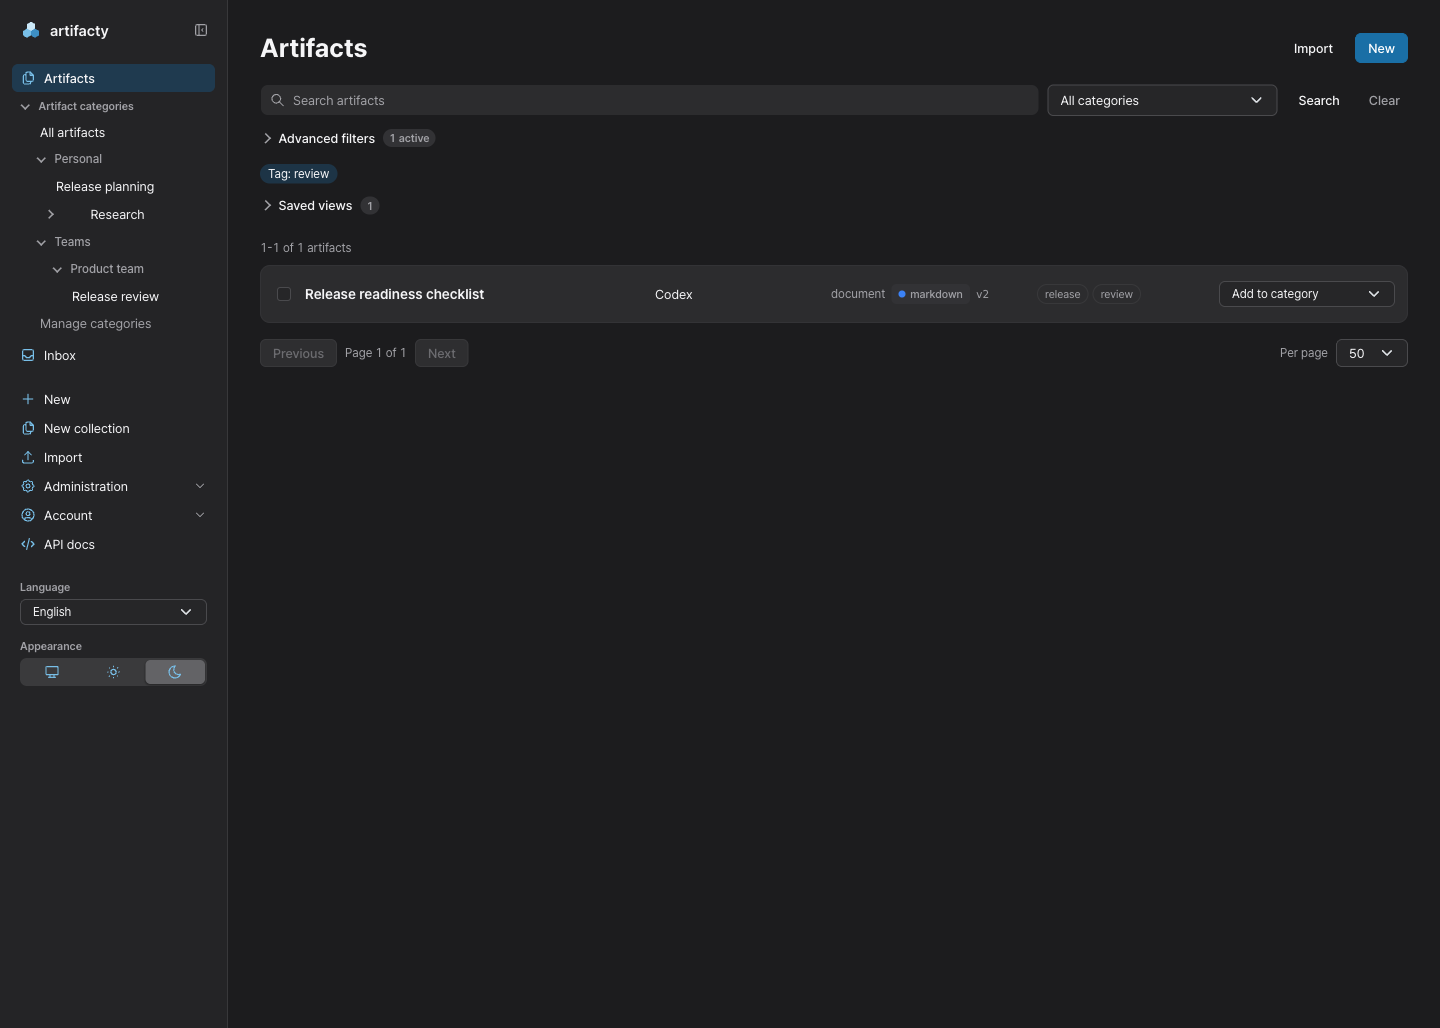 artifacty
Artifacts
Artifact categories
All artifacts
Personal
Release planning
Research
Teams
Product team
Release review
Manage categories
Inbox
New
New collection
Import
Administration
Account
API docs
Language
English
Appearance
Artifacts
Import
New
Search artifacts
All categories
Search
Clear
Advanced filters
1 active
Tag: review
Saved views
1
1-1 of 1 artifacts
Release readiness checklist
Codex
document
markdown
v2
release
review
Add to category
Previous
Page 1 of 1
Next
Per page
50